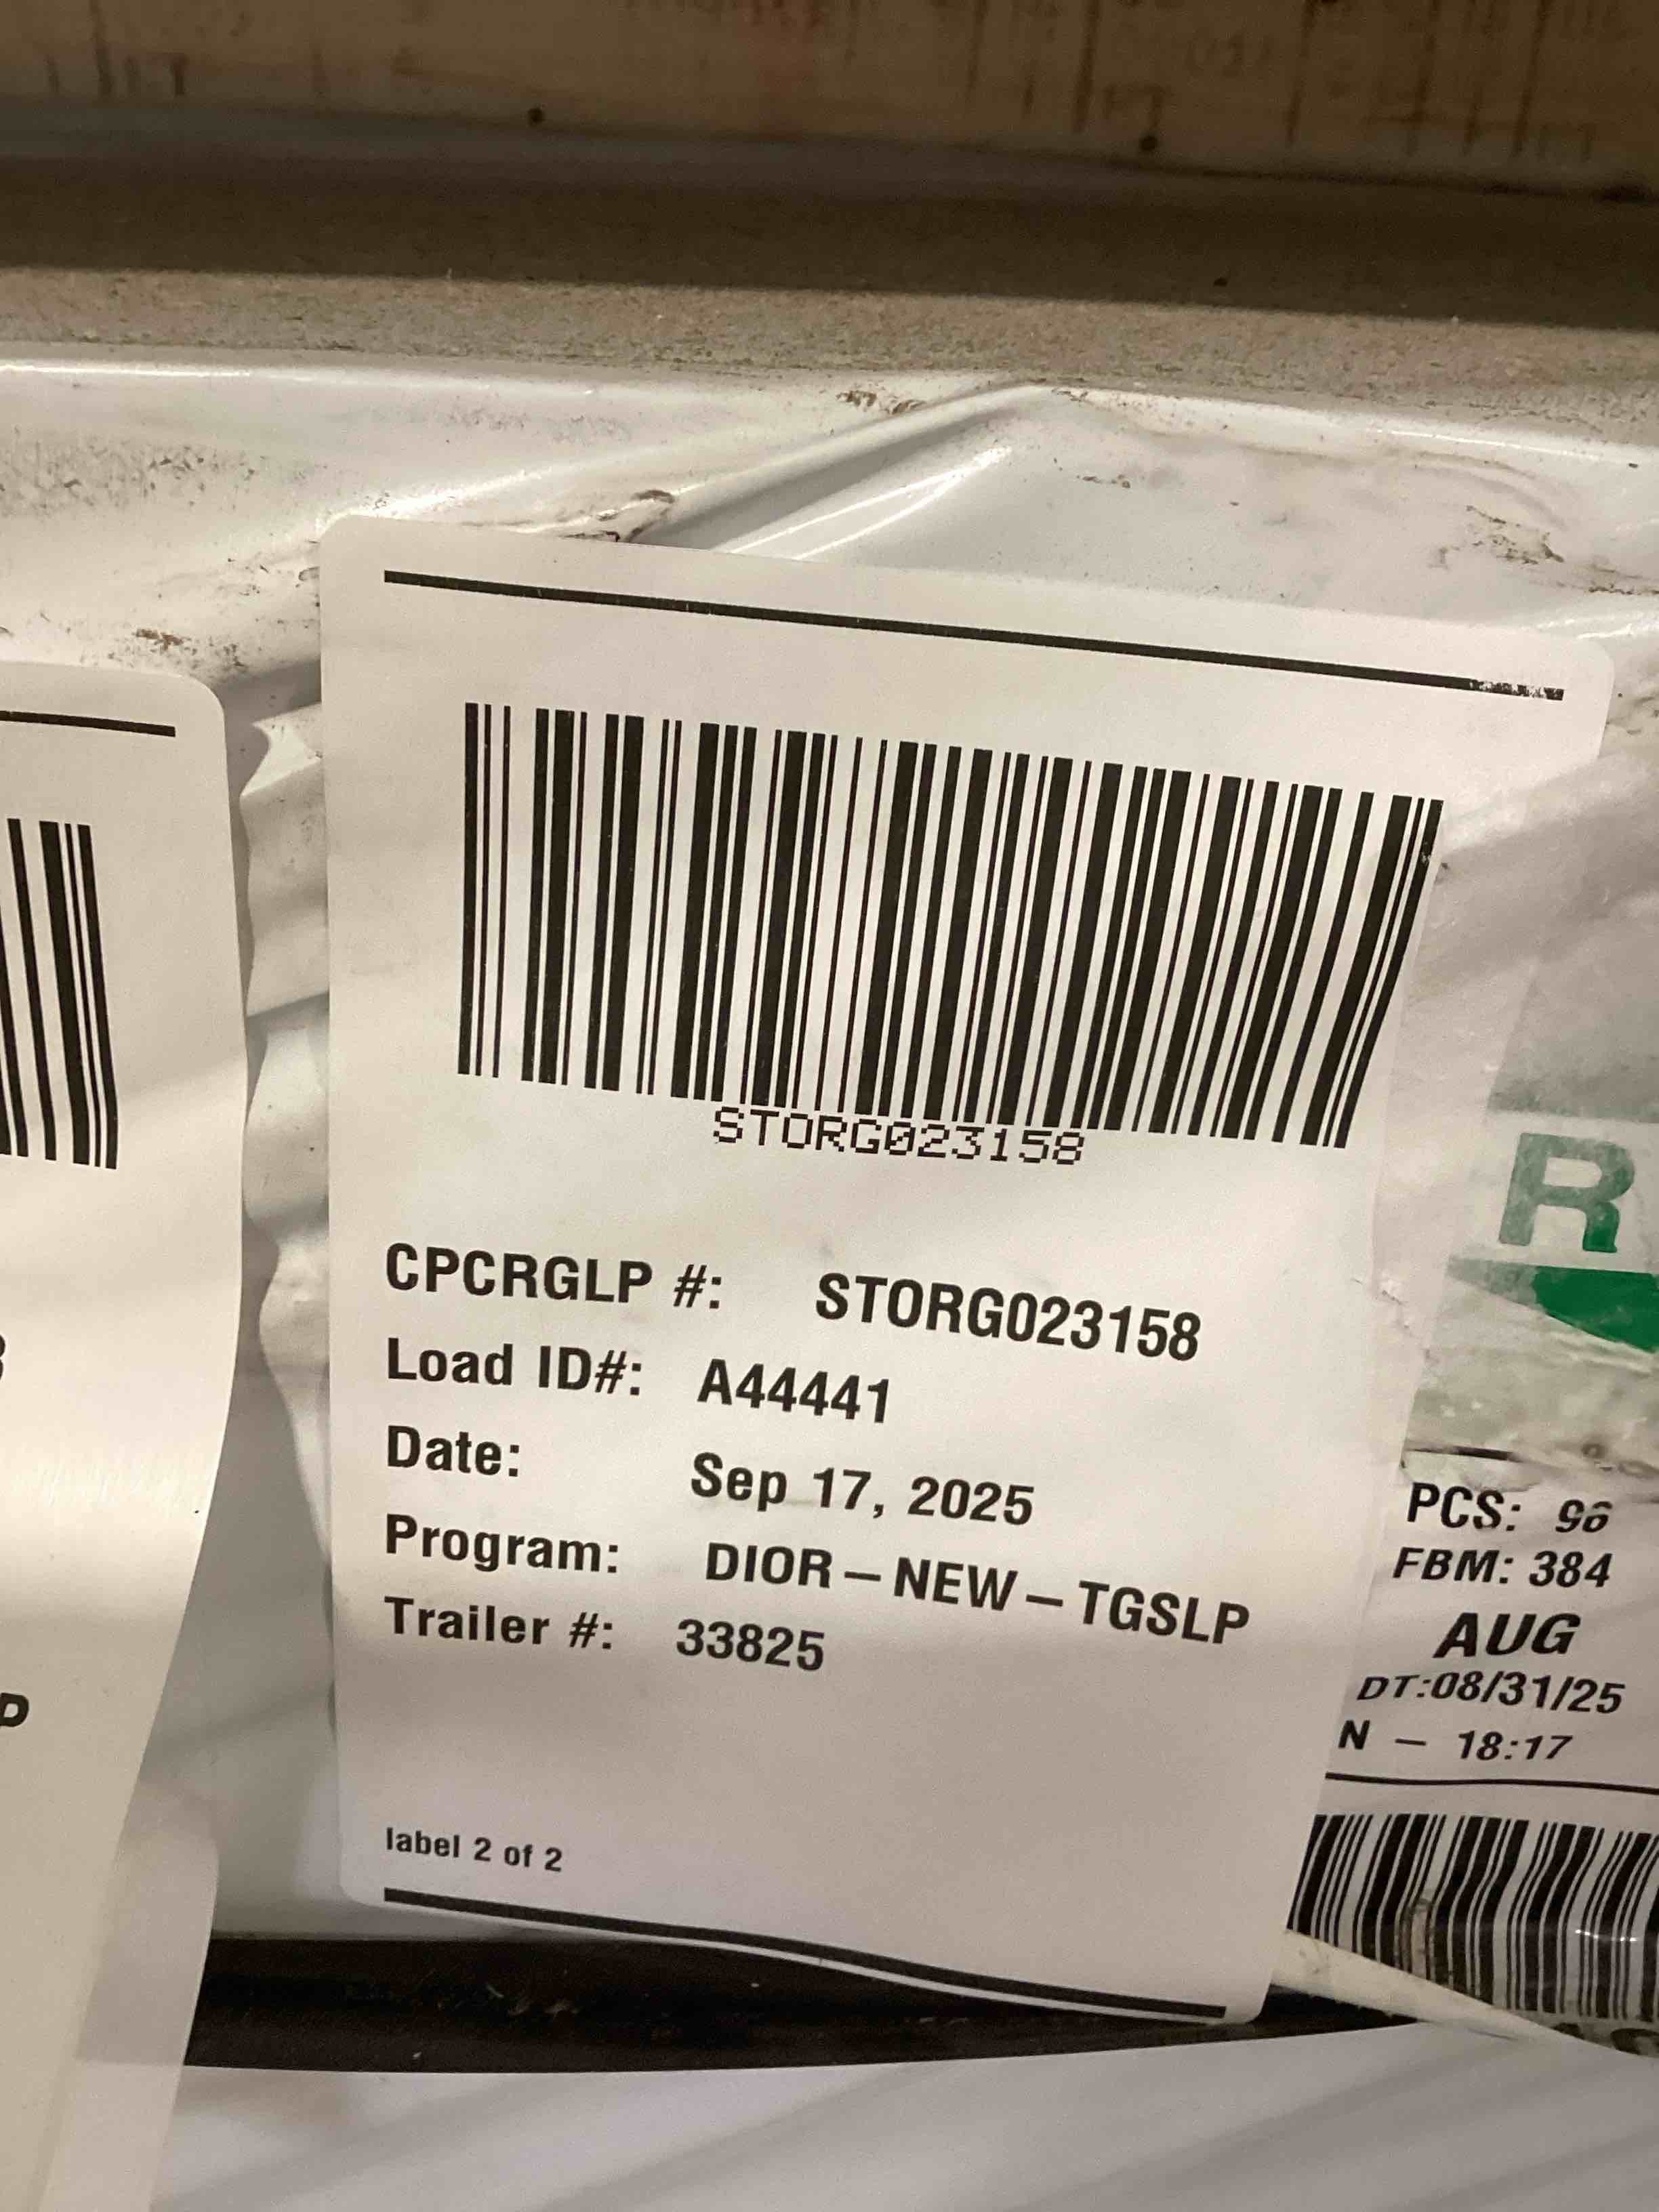 STORG023158
CPCRGLP #: STORG023158
Load ID#: A44441
Date: Sep 17, 2025
Program: DIOR-NEW-TGSLP
Trailer #: 33825
label 2 of 2
R
PCS: 96
FBM: 384
AUG
DT:08/31/25
N - 18:17
P